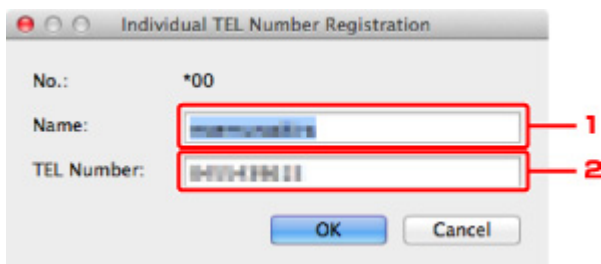 Individual TEL Number Registration
No.: *00
Name: 1
TEL Number: 2
OK Cancel